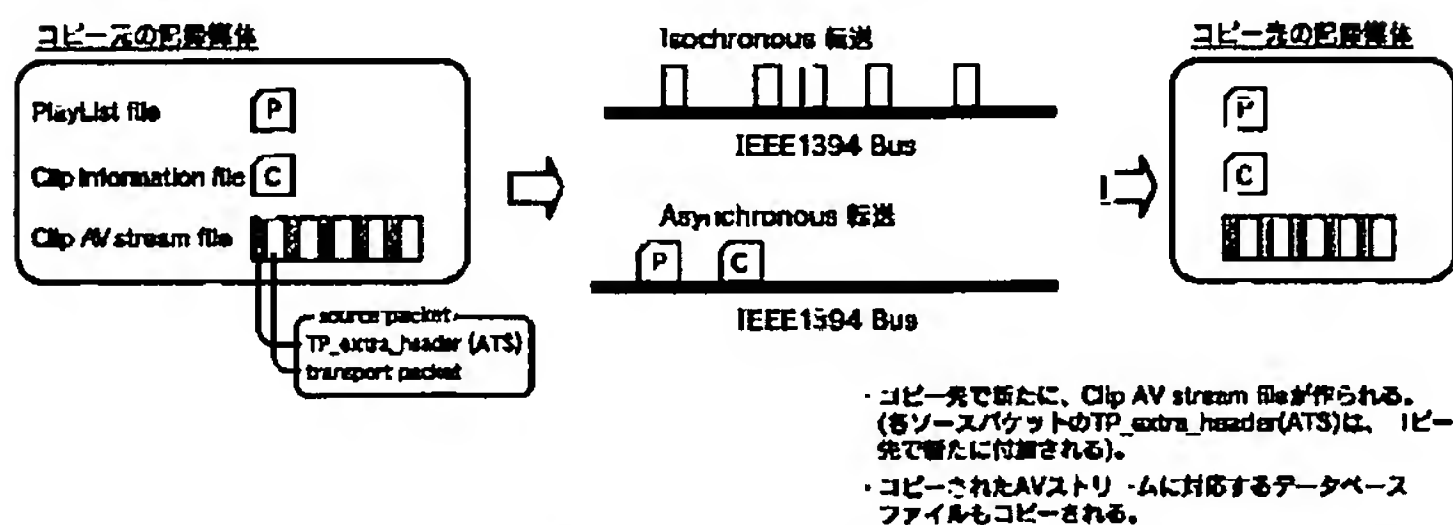 コピー元の記録媒体
PlayList file
P
Clip Information file
C
Clip AV stream file
source packet
TP_extra_header (ATS)
transport packet
Isochronous 転送
IEEE1394 Bus
Asynchronous 転送
P
C
IEEE1394 Bus
コピー先の記録媒体
P
C
・コピー先で新たに、Clip AV stream fileが作られる。
(各ソースパケットのTP_extra_header(ATS)は、コピー
先で新たに付加される)。
・コピーされたAVストリームに対応するデータベース
ファイルもコピーされる。